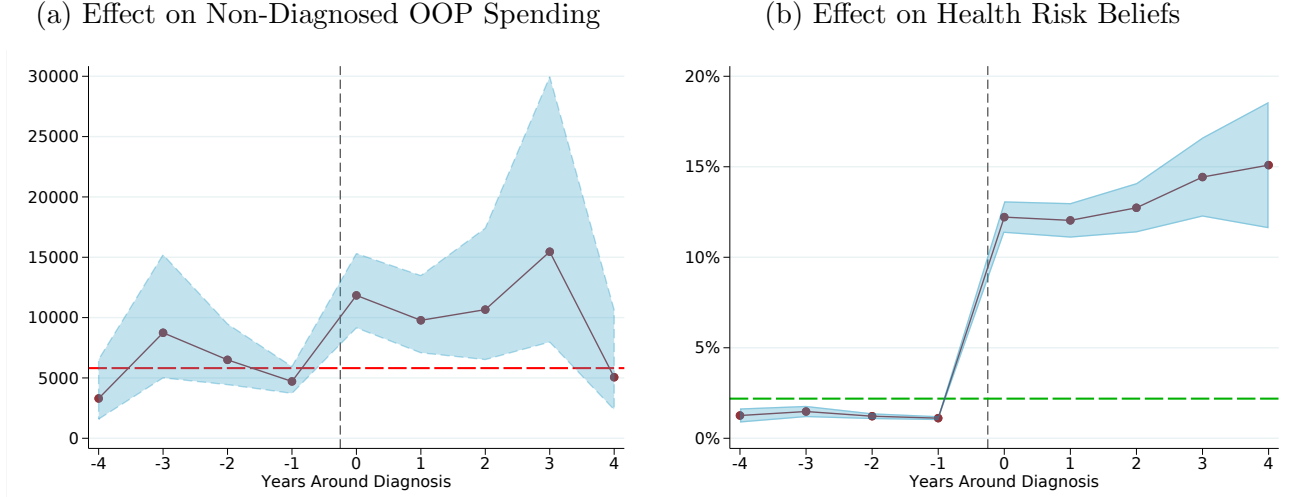 (a) Effect on Non-Diagnosed OOP Spending
30000
25000
20000
15000
10000
5000
0
-4 -3 -2 -1 0 1 2 3 4
Years Around Diagnosis
(b) Effect on Health Risk Beliefs
20%
15%
10%
5%
0%
-4 -3 -2 -1 0 1 2 3 4
Years Around Diagnosis